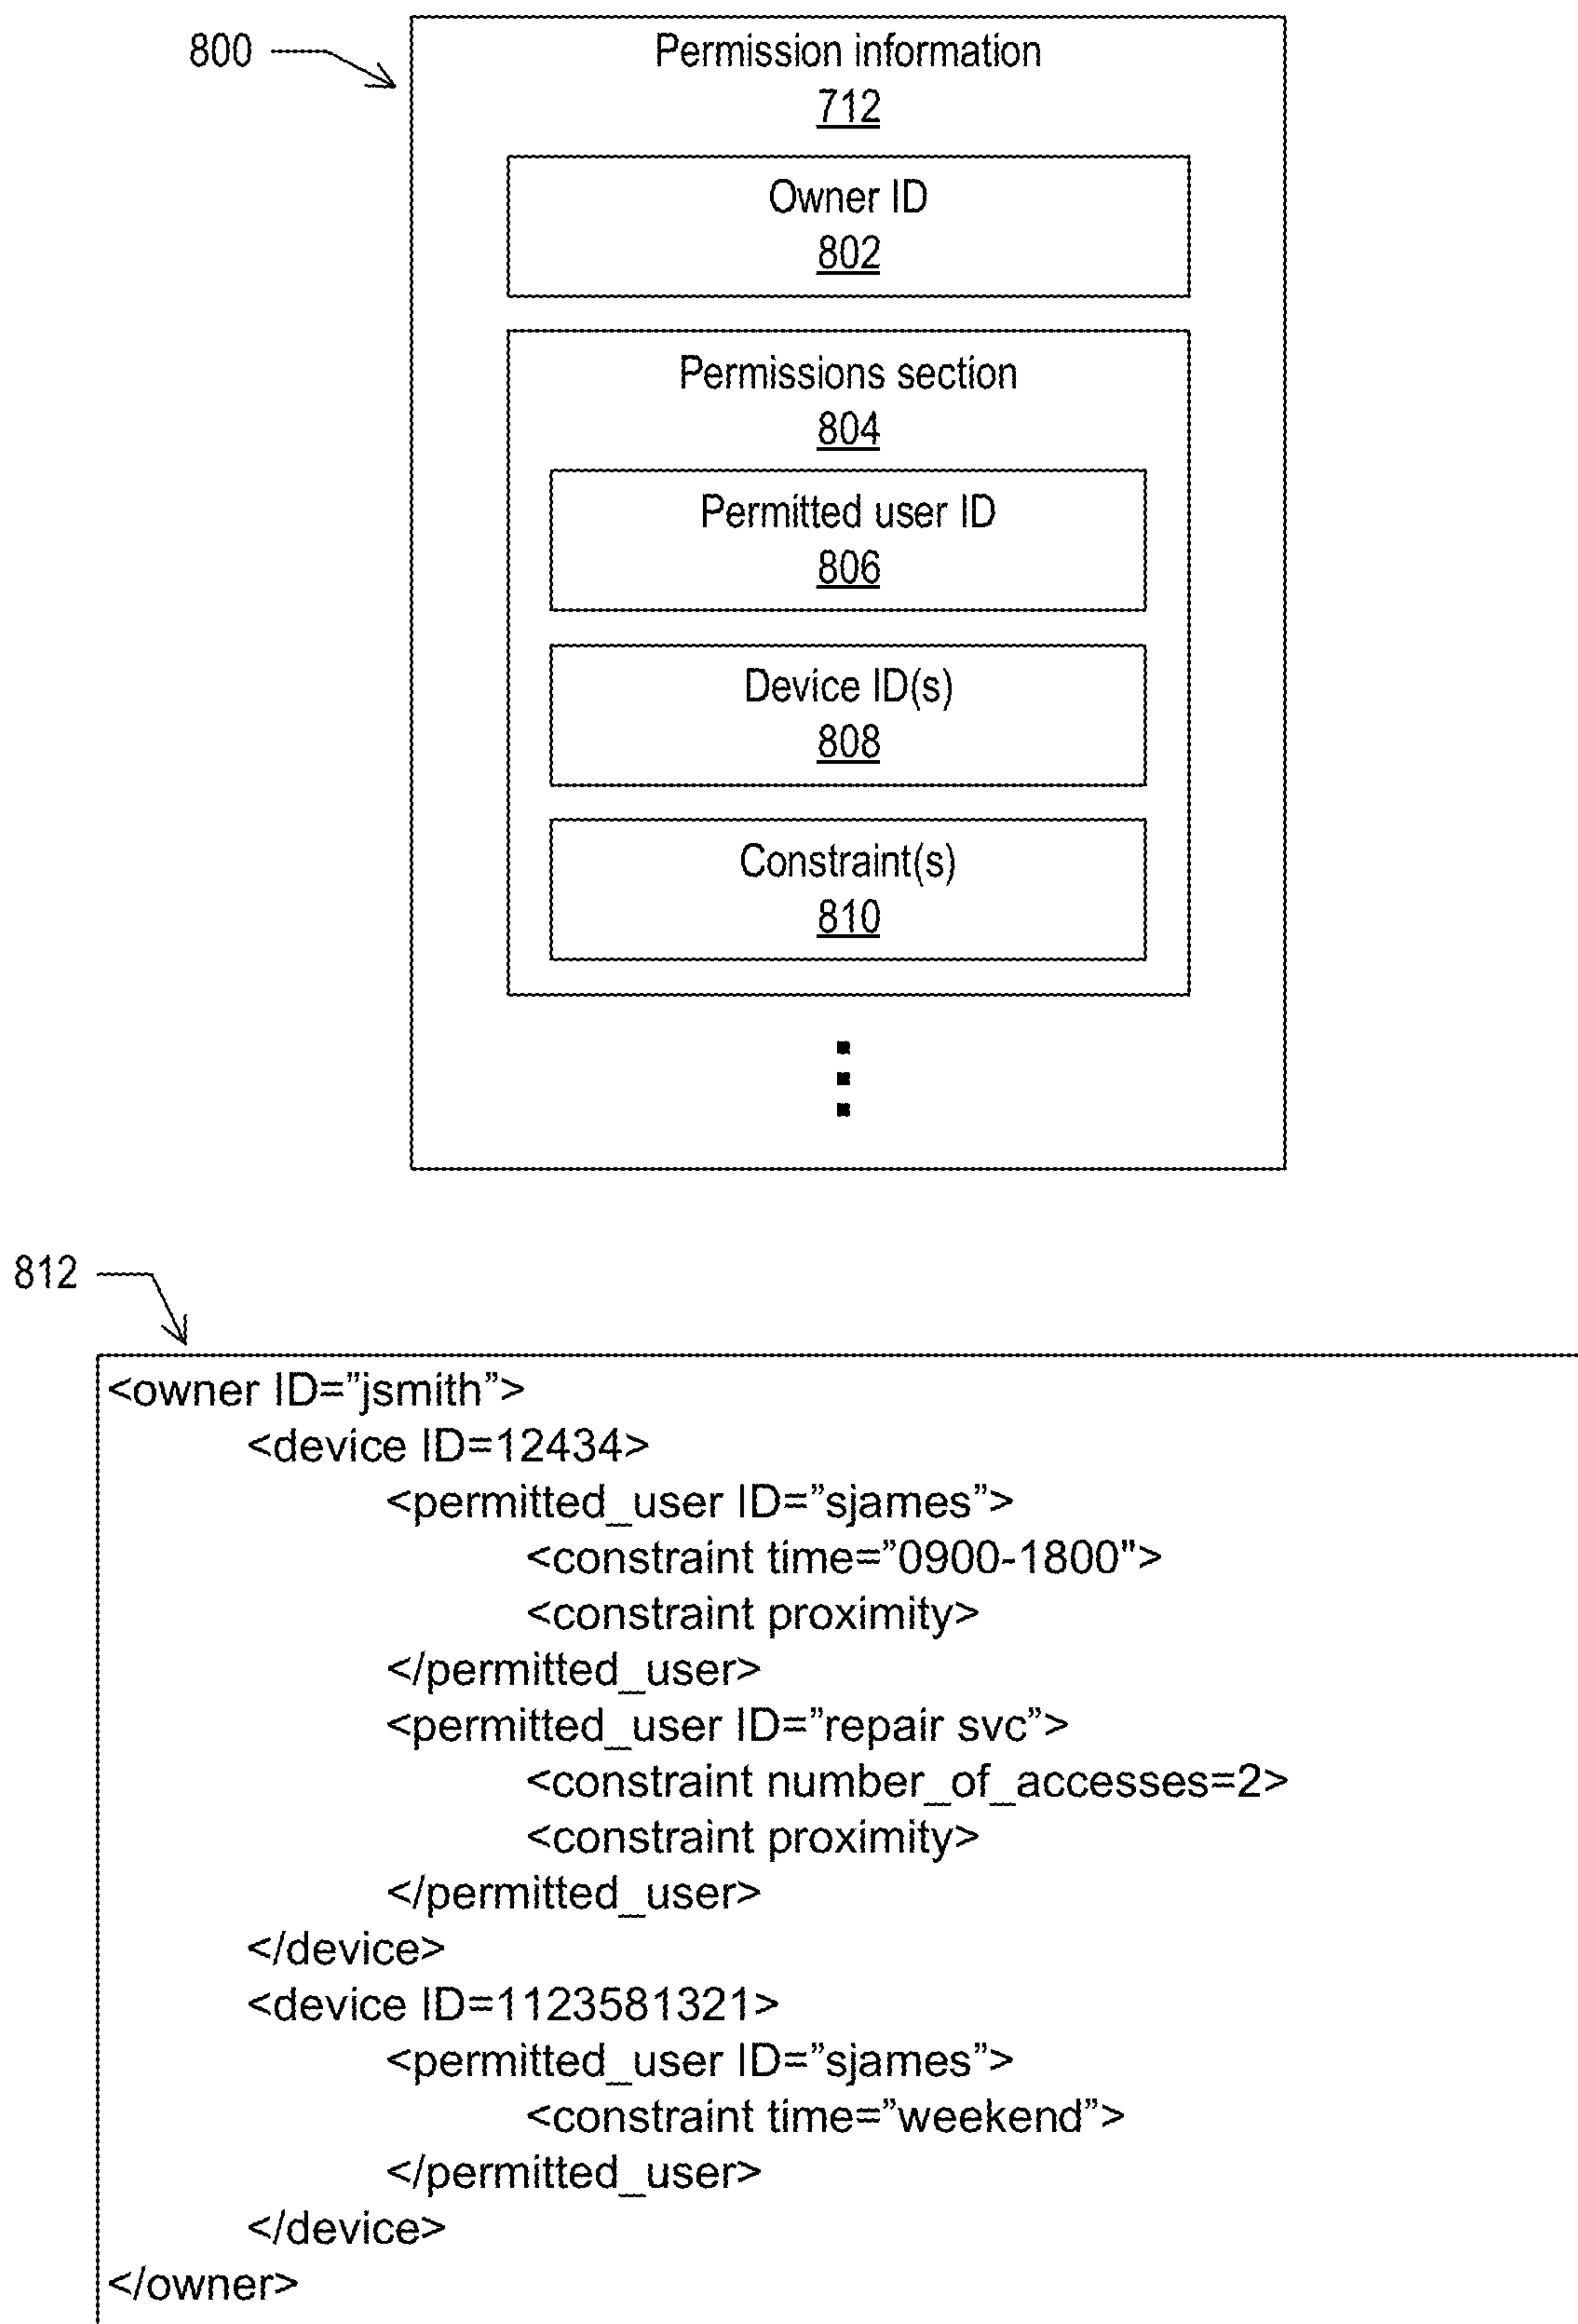 800
Permission information
712
Owner ID
802
Permissions section
804
Permitted user ID
806
Device ID(s)
808
Constraint(s)
810
812
<owner ID=”jsmith”>
<device ID=12434>
<permitted_user ID=”sjames”>
<constraint time=”0900-1800">
<constraint proximity>
</permitted_user>
<permitted_user ID=”repair svc”>
<constraint number_of_accesses=2>
<constraint proximity>
</permitted_user>
</device>
<device ID=1123581321>
<permitted_user ID=”sjames”>
<constraint time=”weekend”>
</permitted_user>
</device>
</owner>